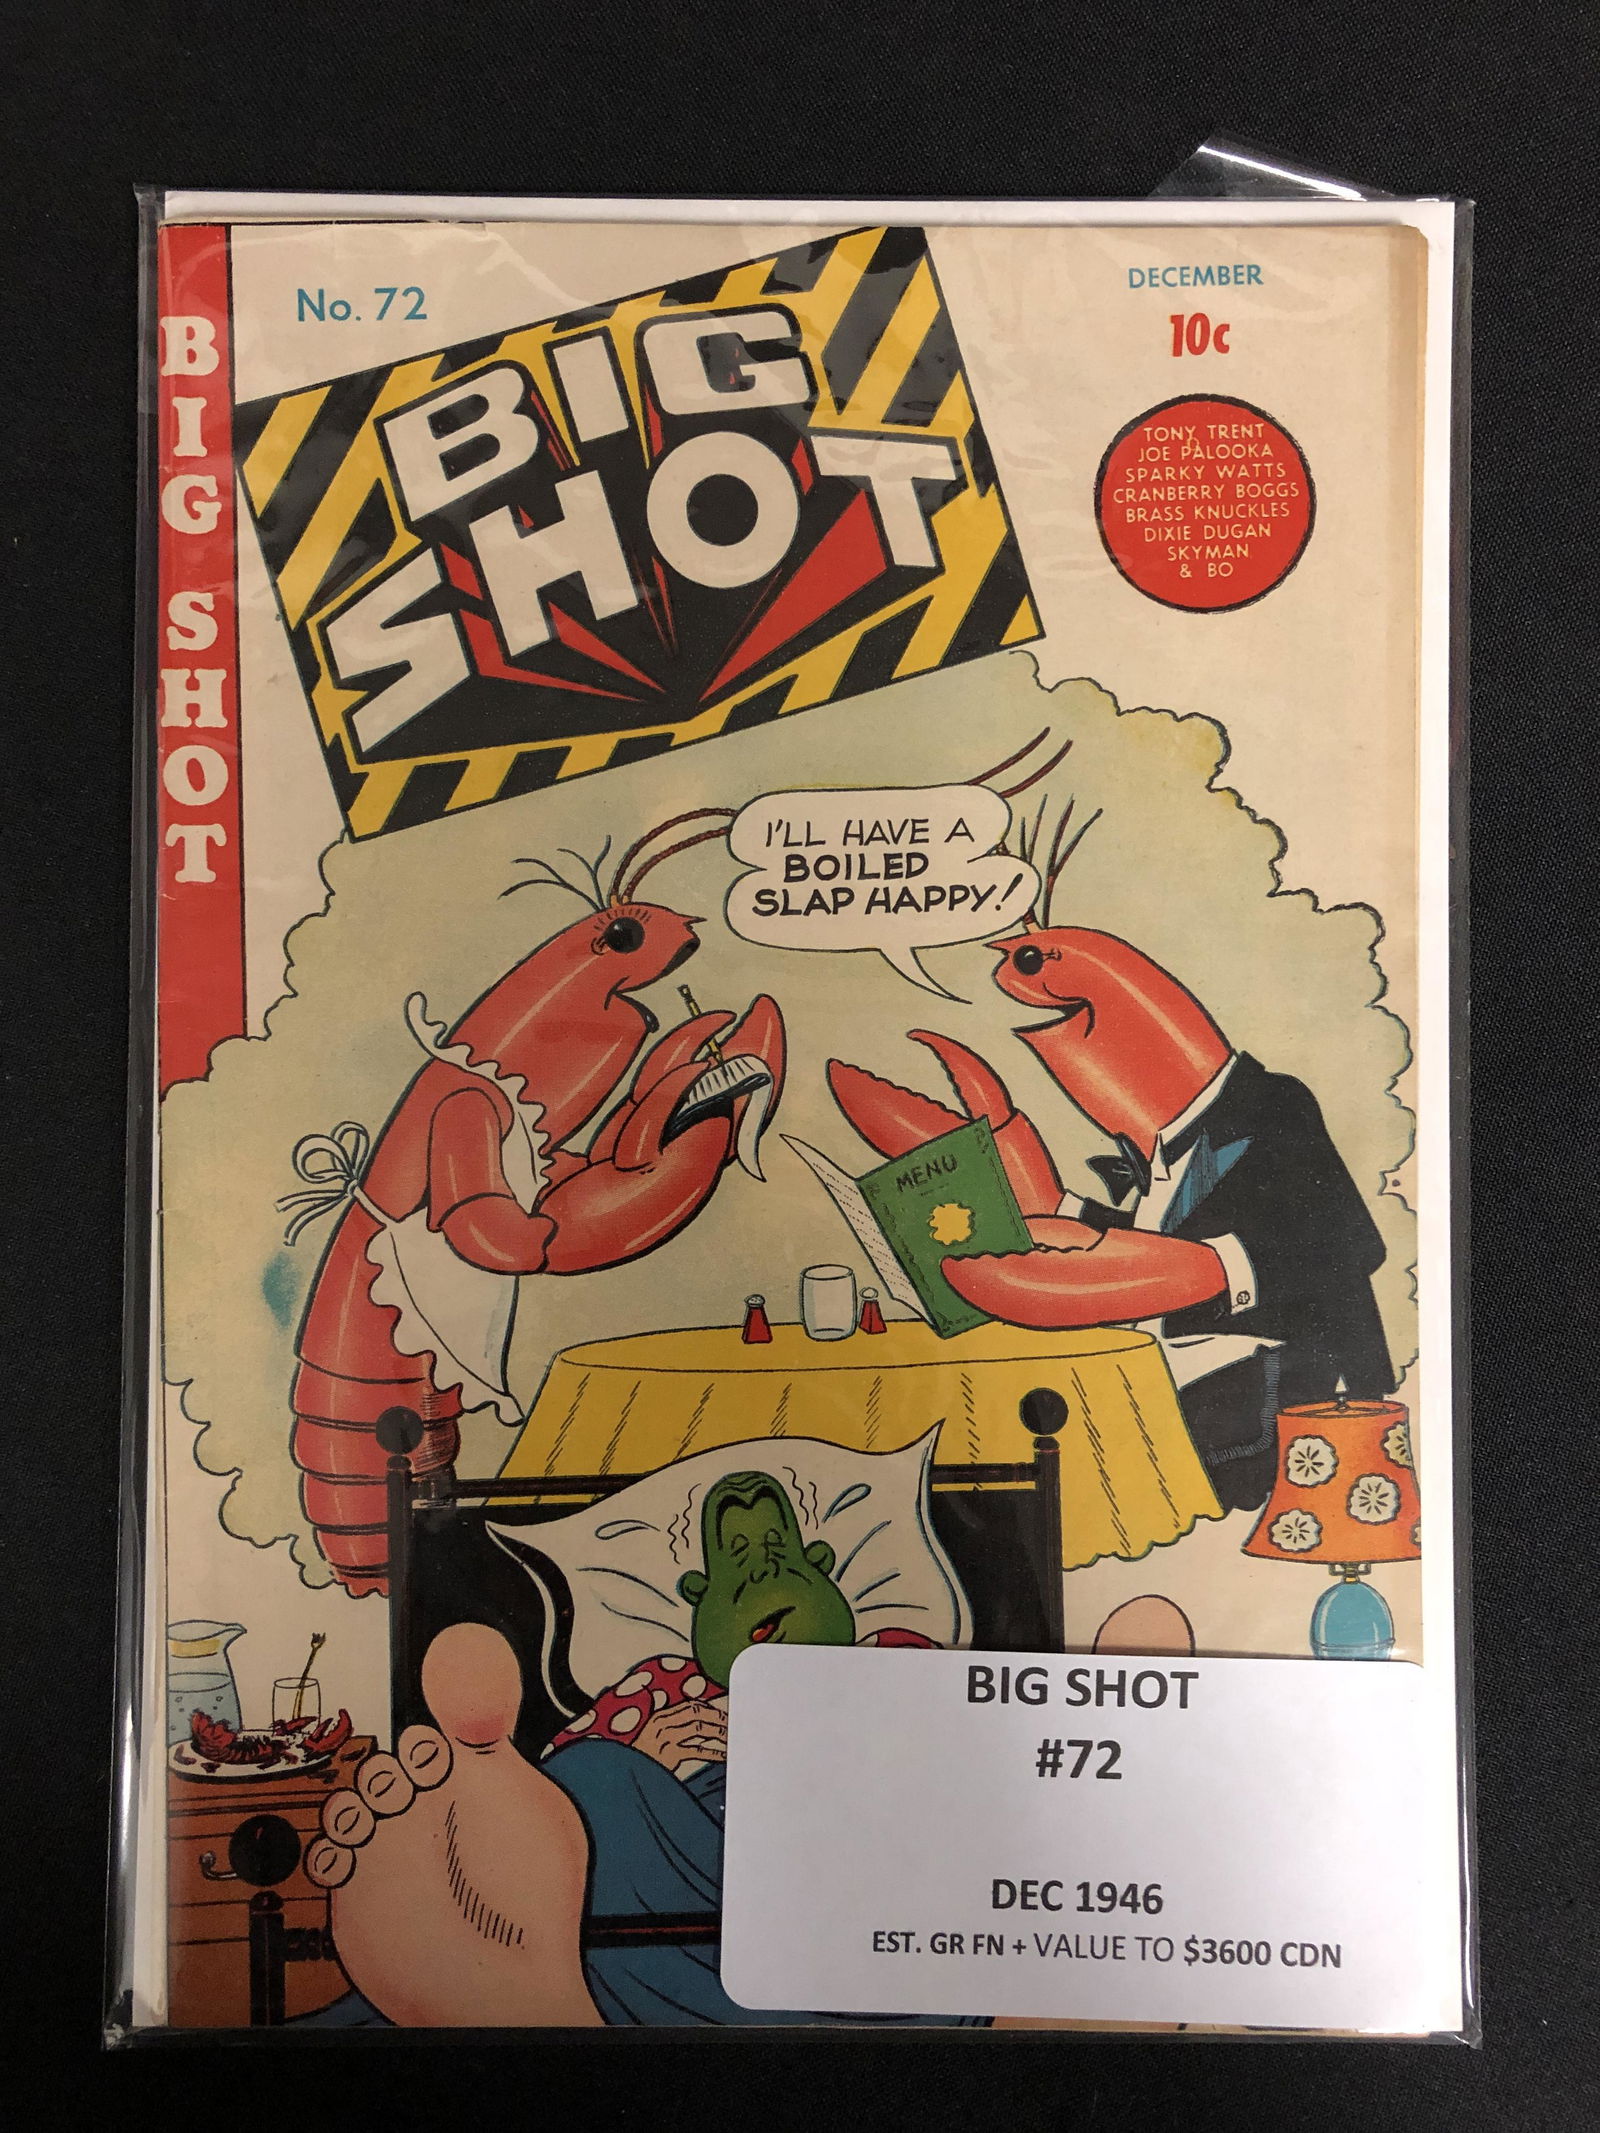 No. 72
DECEMBER
10c
BIG SHOT
BIG
SHOT
TONY TRENT
JOE PALOOKA
SPARKY WATTS
CRANBERRY BOGGS
BRASS KNUCKLES
DIXIE DUGAN
SKYMAN
& BO
I'LL HAVE A
BOILED
SLAP HAPPY!
MENU
BIG SHOT
#72
DEC 1946
EST. GR FN + VALUE TO $3600 CDN